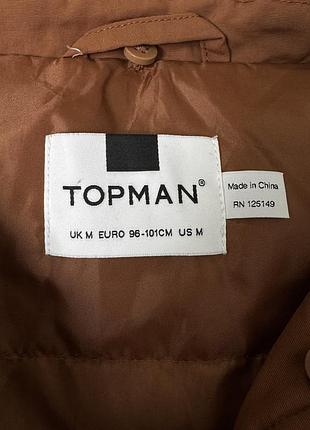 TOPMAN®
UK M EURO 96-101CM US M
Made in China
RN 125149